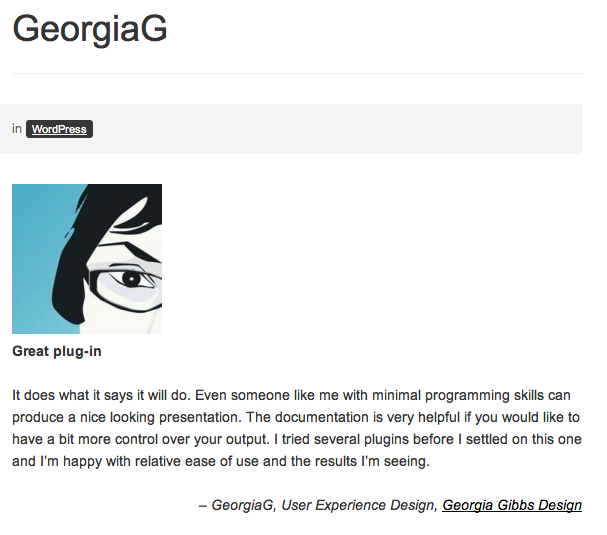 GeorgiaG
in WordPress
Great plug-in
It does what it says it will do. Even someone like me with minimal programming skills can
produce a nice looking presentation. The documentation is very helpful if you would like to
have a bit more control over your output. I tried several plugins before I settled on this one
and I’m happy with relative ease of use and the results I’m seeing.
– GeorgiaG, User Experience Design, Georgia Gibbs Design